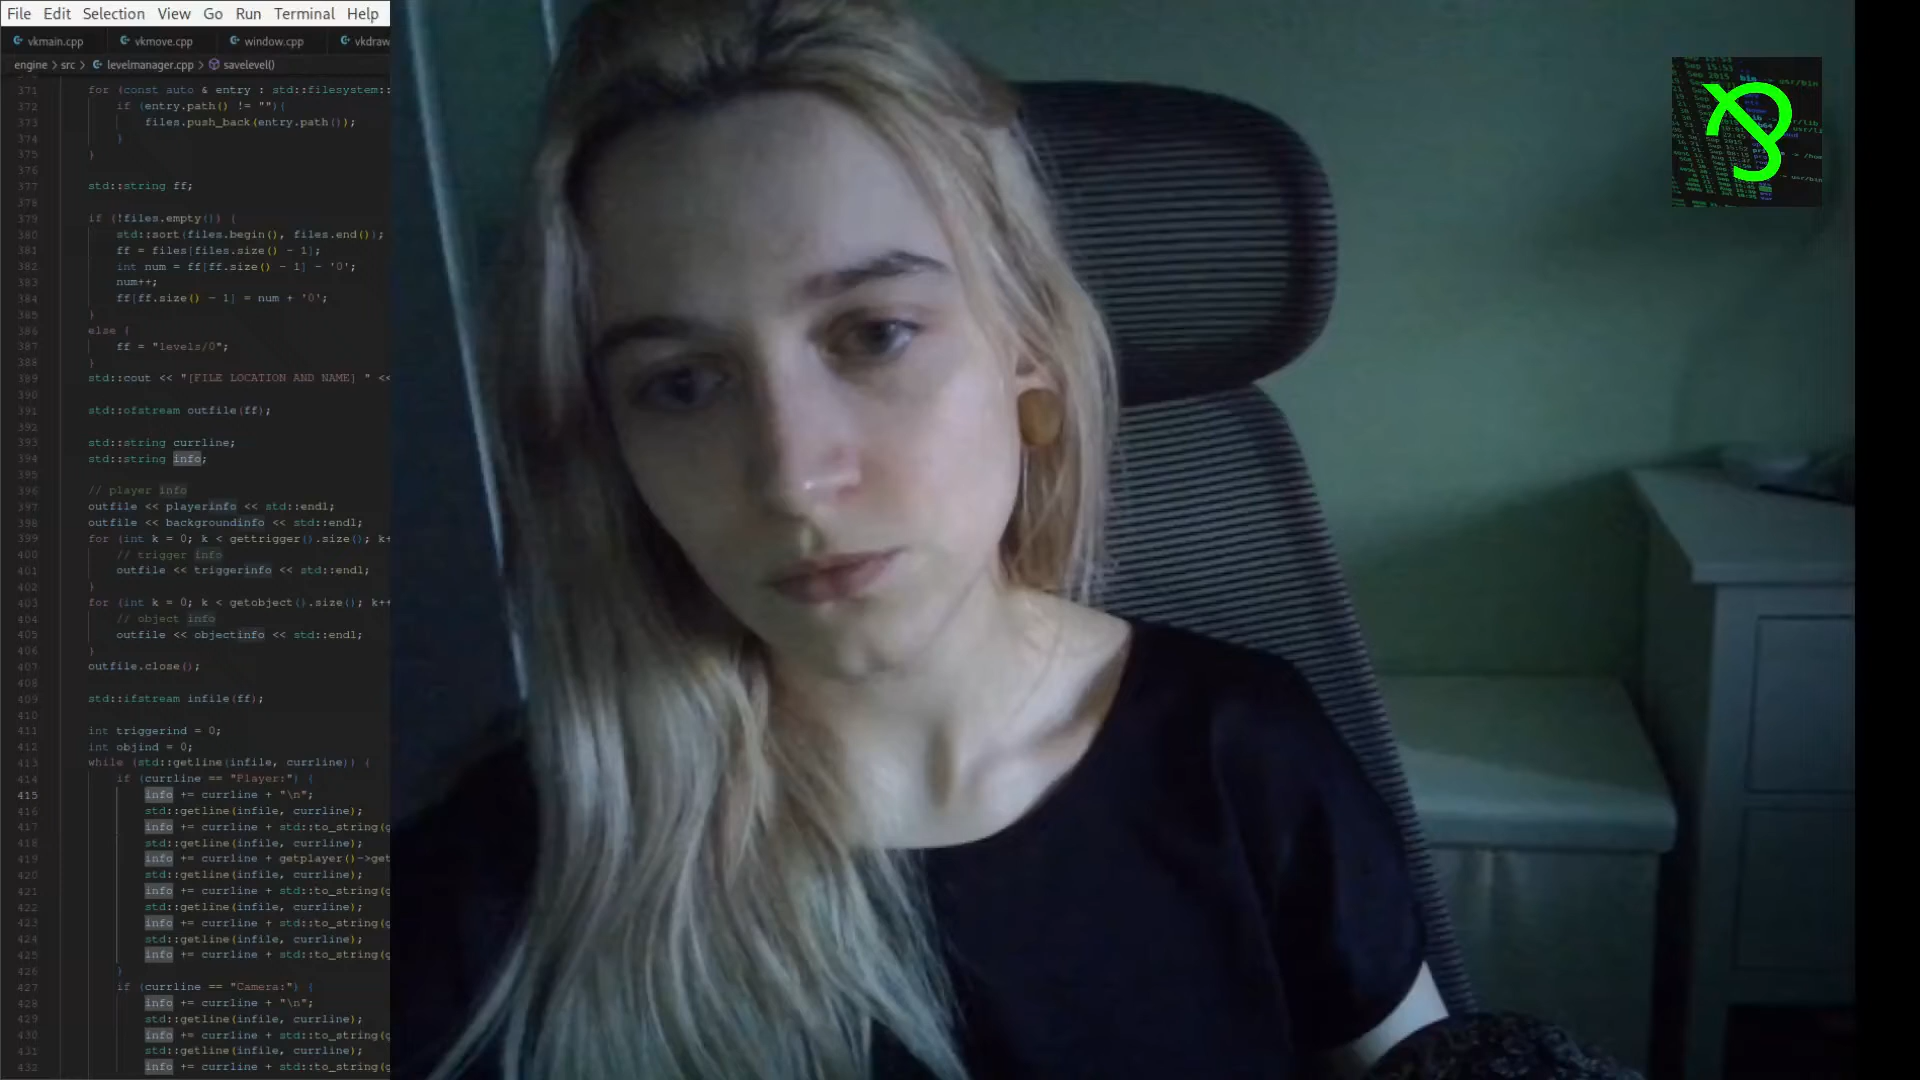 File Edit Selection View Go Run Terminal Help
vkmain.cpp vkmove.cpp window.cpp vkdraw
engine > src > levelmanager.cpp > savelevel()
371 for (const auto & entry : std::filesystem::
372 if (entry.path() != ""){
373 files.push_back(entry.path());
374 }
375 }
376
377 std::string ff;
378
379 if (!files.empty()) {
380 std::sort(files.begin(), files.end());
381 ff = files[files.size() - 1];
382 int num = ff[ff.size() - 1] - '0';
383 num++;
384 ff[ff.size() - 1] = num + '0';
385 }
386 else {
387 ff = "levels/0";
388 }
389 std::cout << "[FILE LOCATION AND NAME] " <<
390
391 std::ofstream outfile(ff);
392
393 std::string currline;
394 std::string info;
395
396 // player info
397 outfile << playerinfo << std::endl;
398 outfile << backgroundinfo << std::endl;
399 for (int k = 0; k < gettrigger().size(); k+
400 // trigger info
401 outfile << triggerinfo << std::endl;
402 }
403 for (int k = 0; k < getobject().size(); k++
404 // object info
405 outfile << objectinfo << std::endl;
406 }
407 outfile.close();
408
409 std::ifstream infile(ff);
410
411 int triggerind = 0;
412 int objind = 0;
413 while (std::getline(infile, currline)) {
414 if (currline == "Player:") {
415 info += currline + "\n";
416 std::getline(infile, currline);
417 info += currline + std::to_string(g
418 std::getline(infile, currline);
419 info += currline + getplayer()->get
420 std::getline(infile, currline);
421 info += currline + std::to_string(g
422 std::getline(infile, currline);
423 info += currline + std::to_string(g
424 std::getline(infile, currline);
425 info += currline + std::to_string(g
426 }
427 if (currline == "Camera:") {
428 info += currline + "\n";
429 std::getline(infile, currline);
430 info += currline + std::to_string(g
431 std::getline(infile, currline);
432 info += currline + std::to_string(g